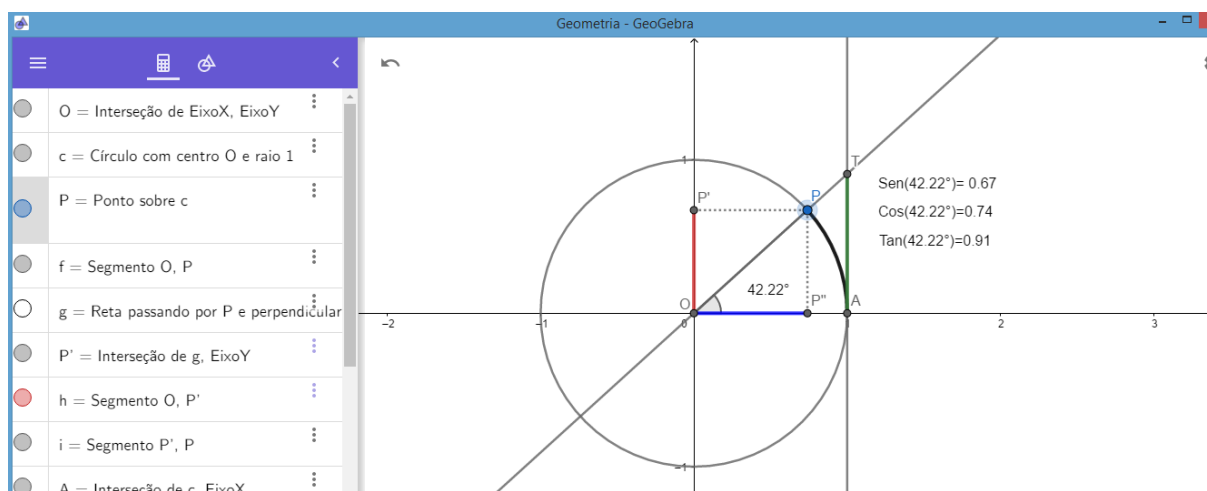 Geometria - GeoGebra
O = Interseção de EixoX, EixoY
c = Círculo com centro O e raio 1
P = Ponto sobre c
f = Segmento O, P
g = Reta passando por P e perpendicular
P' = Interseção de g, EixoY
h = Segmento O, P'
i = Segmento P', P
A = Interseção de c, EixoX
1
T
P'
P
Sen(42.22°)= 0.67
Cos(42.22°)=0.74
Tan(42.22°)=0.91
42.22°
O
P"
A
-2
-1
0
1
2
3
-1